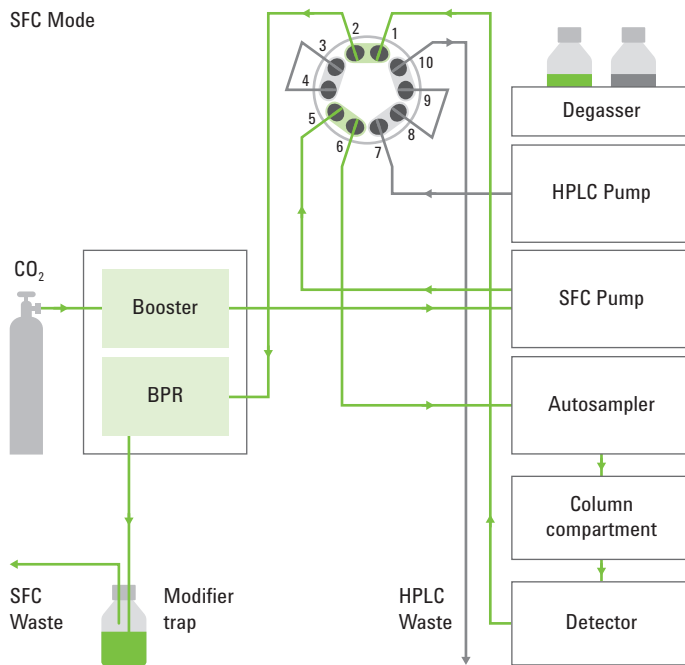 SFC Mode
2
1
3
10
4
9
5
8
6
7
Degasser
HPLC Pump
CO₂
Booster
SFC Pump
BPR
Autosampler
Column
compartment
SFC
Waste
Modifier
trap
HPLC
Waste
Detector